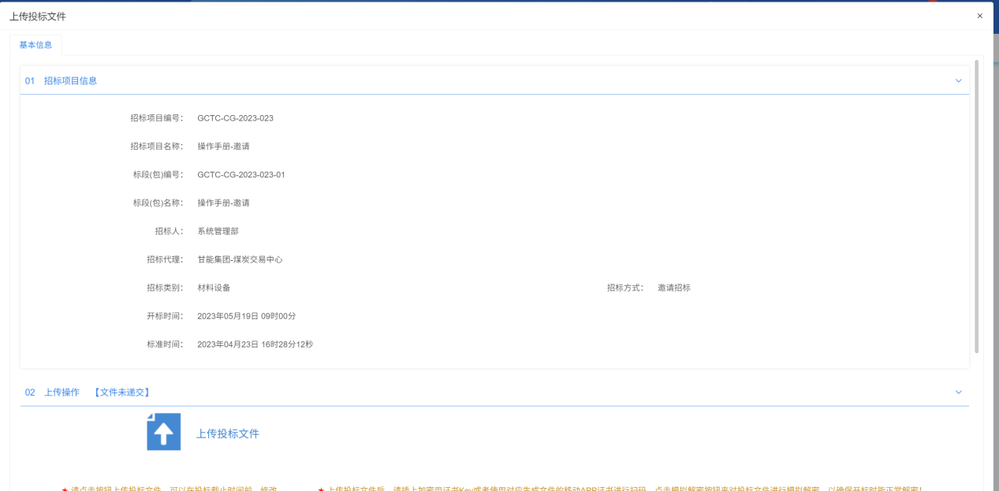 上传投标文件
×
基本信息
01 招标项目信息
招标项目编号： GCTC-CG-2023-023
招标项目名称： 操作手册-邀请
标段(包)编号： GCTC-CG-2023-023-01
标段(包)名称： 操作手册-邀请
招标人： 系统管理部
招标代理： 甘能集团-煤炭交易中心
招标类别： 材料设备 招标方式： 邀请招标
开标时间： 2023年05月19日 09时00分
标准时间： 2023年04月23日 16时28分12秒
02 上传操作 【文件未递交】
上传投标文件
★ 请点击按钮上传投标文件，可以在投标截止时间前，修改 ★ 上传投标文件后，请插上加密用证书Key或者使用对应生成文件的移动APP证书进行扫码，点击模拟解密按钮来对投标文件进行模拟解密，以确保开标时能正常解密！